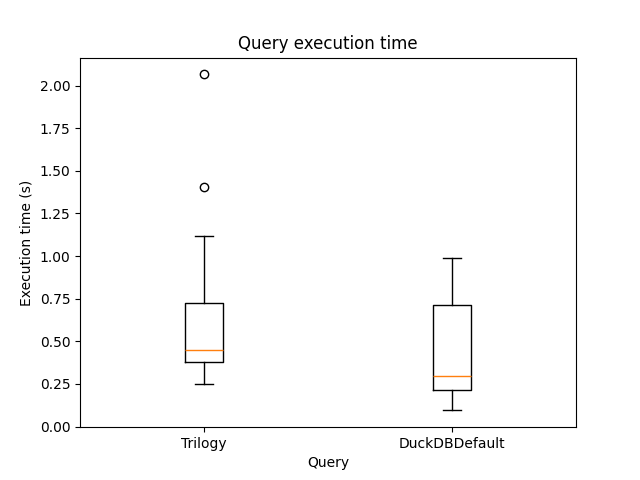 Query execution time
Execution time (s)
2.00
1.75
1.50
1.25
1.00
0.75
0.50
0.25
0.00
Trilogy
DuckDBDefault
Query